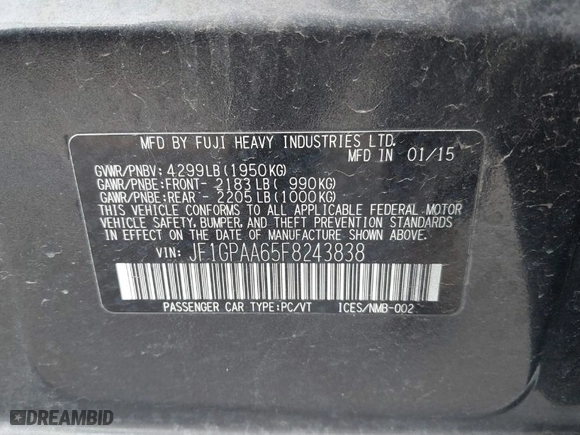 MFD BY FUJI HEAVY INDUSTRIES LTD.
MFD IN 01/15
GVWR/PNBV: 4299LB(1950KG)
GAWR/PNBE:FRONT- 2183LB( 990KG)
GAWR/PNBE:REAR - 2205LB(1000KG)
THIS VEHICLE CONFORMS TO ALL APPLICABLE FEDERAL MOTOR
VEHICLE SAFETY, BUMPER, AND THEFT PREVENTION STANDARDS
IN EFFECT ON THE DATE OF MANUFACTURE SHOWN ABOVE.
VIN: JF1GPAA65F8243838
PASSENGER CAR TYPE:PC/VT ICES/NMB-002
DREAMBID